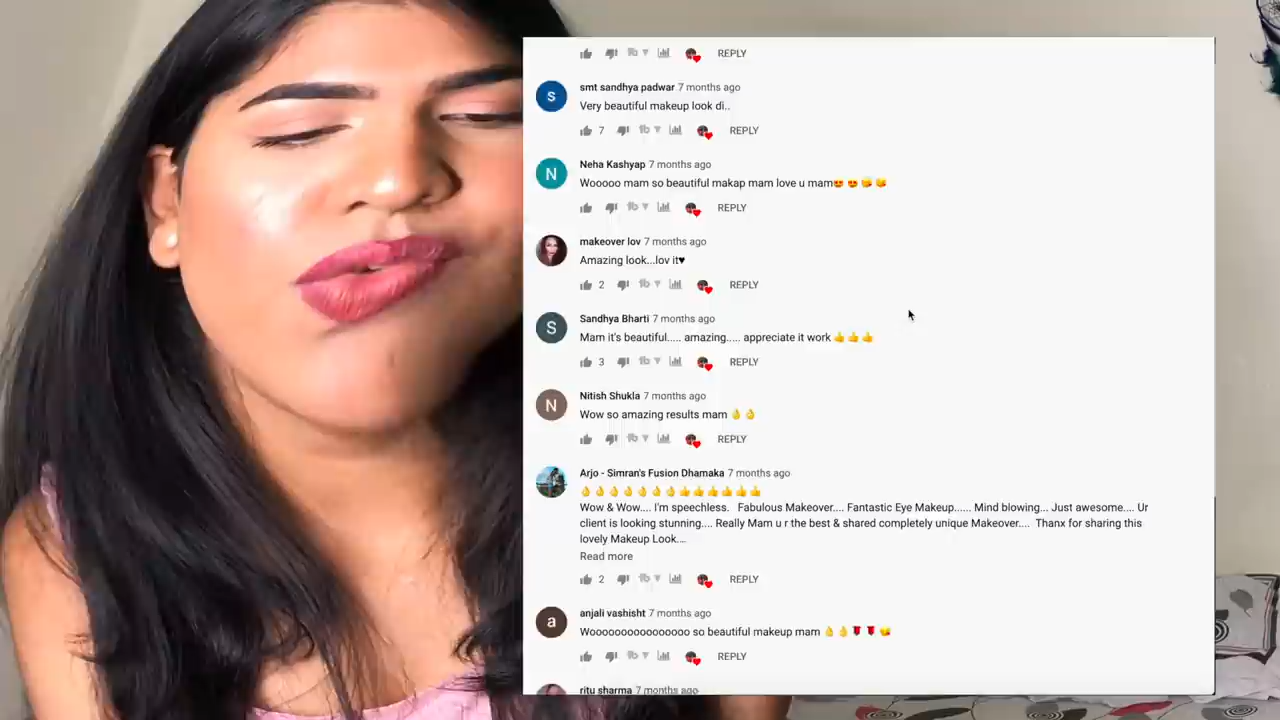 REPLY
smt sandhya padwar 7 months ago
Very beautiful makeup look di..
7 REPLY
Neha Kashyap 7 months ago
Wooooo mam so beautiful makap mam love u mam😍 😍 😘 😘
REPLY
makeover lov 7 months ago
Amazing look...lov it♥
2 REPLY
Sandhya Bharti 7 months ago
Mam it's beautiful..... amazing..... appreciate it work 👍 👍 👍
3 REPLY
Nitish Shukla 7 months ago
Wow so amazing results mam 👌 👌
REPLY
Arjo - Simran's Fusion Dhamaka 7 months ago
👌 👌 👌 👌 👌 👌 👌 👍 👍 👍 👍 👍 👍
Wow & Wow.... I'm speechless. Fabulous Makeover.... Fantastic Eye Makeup...... Mind blowing... Just awesome.... Ur
client is looking stunning.... Really Mam u r the best & shared completely unique Makeover.... Thanx for sharing this
lovely Makeup Look....
Read more
2 REPLY
anjali vashisht 7 months ago
Woooooooooooooooo so beautiful makeup mam 👌 👌 🌹 🌹 😘
REPLY
ritu sharma 7 months ago
S
N
S
N
a